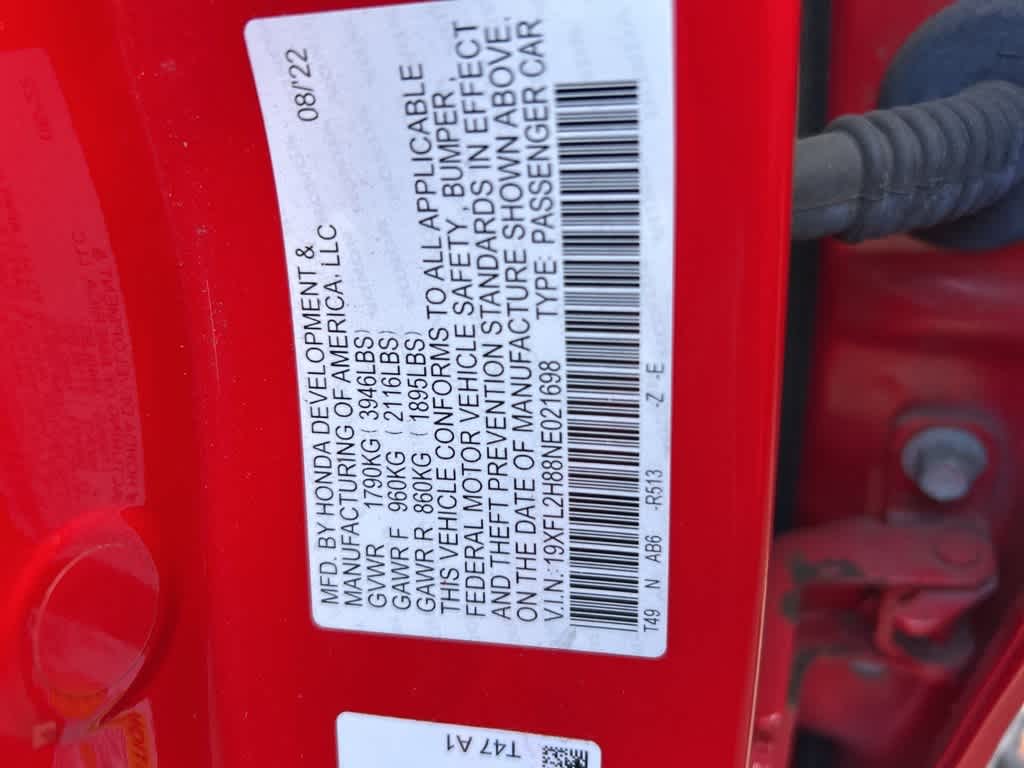 MFD. BY HONDA DEVELOPMENT & 08/'22
MANUFACTURING OF AMERICA, LLC
GVWR 1790KG ( 3946LBS)
GAWR F 960KG ( 2116LBS)
GAWR R 860KG ( 1895LBS)
THIS VEHICLE CONFORMS TO ALL APPLICABLE
FEDERAL MOTOR VEHICLE SAFETY , BUMPER ,
AND THEFT PREVENTION STANDARDS IN EFFECT
ON THE DATE OF MANUFACTURE SHOWN ABOVE.
V.I.N.:19XFL2H88NE021698 TYPE: PASSENGER CAR
T49 N AB6 -R513 -Z -E
T47 A1